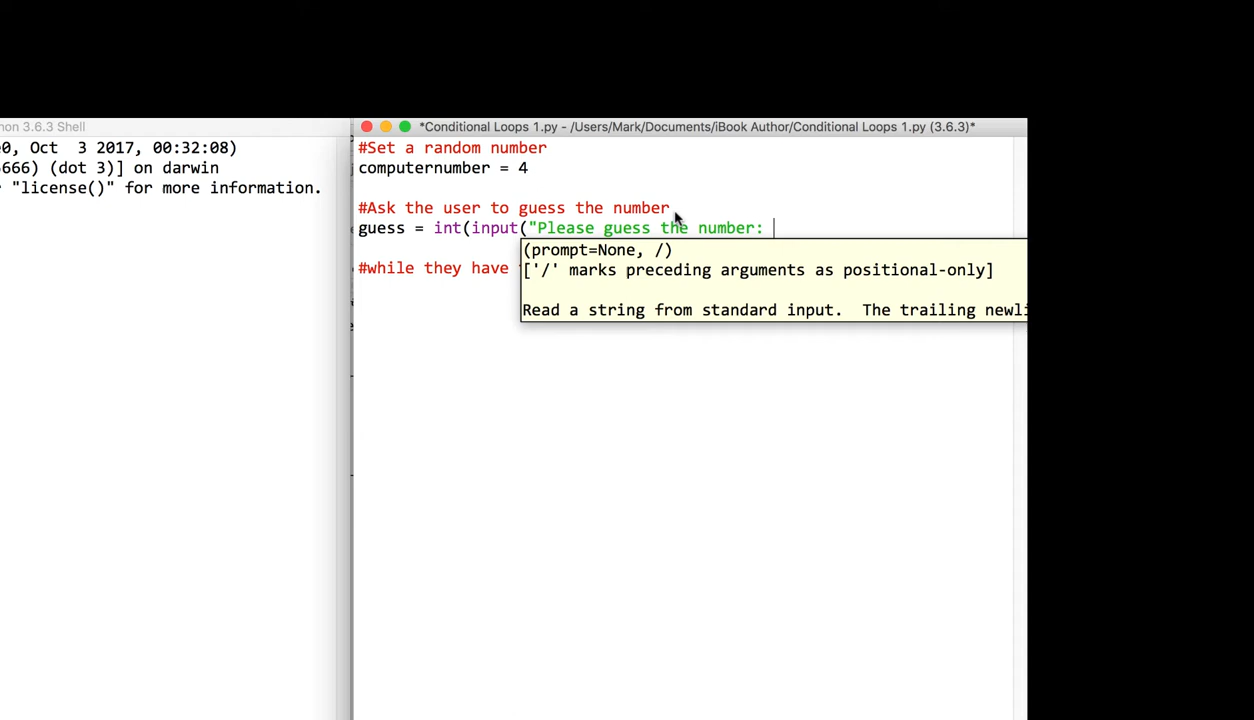 non 3.6.3 Shell
e0, Oct  3 2017, 00:32:08)
6666) (dot 3)] on darwin
r "license()" for more information.
*Conditional Loops 1.py - /Users/Mark/Documents/iBook Author/Conditional Loops 1.py (3.6.3)*
#Set a random number
computernumber = 4
#Ask the user to guess the number
guess = int(input("Please guess the number:
(prompt=None, /)
['/' marks preceding arguments as positional-only]
#while they have
Read a string from standard input.  The trailing newli